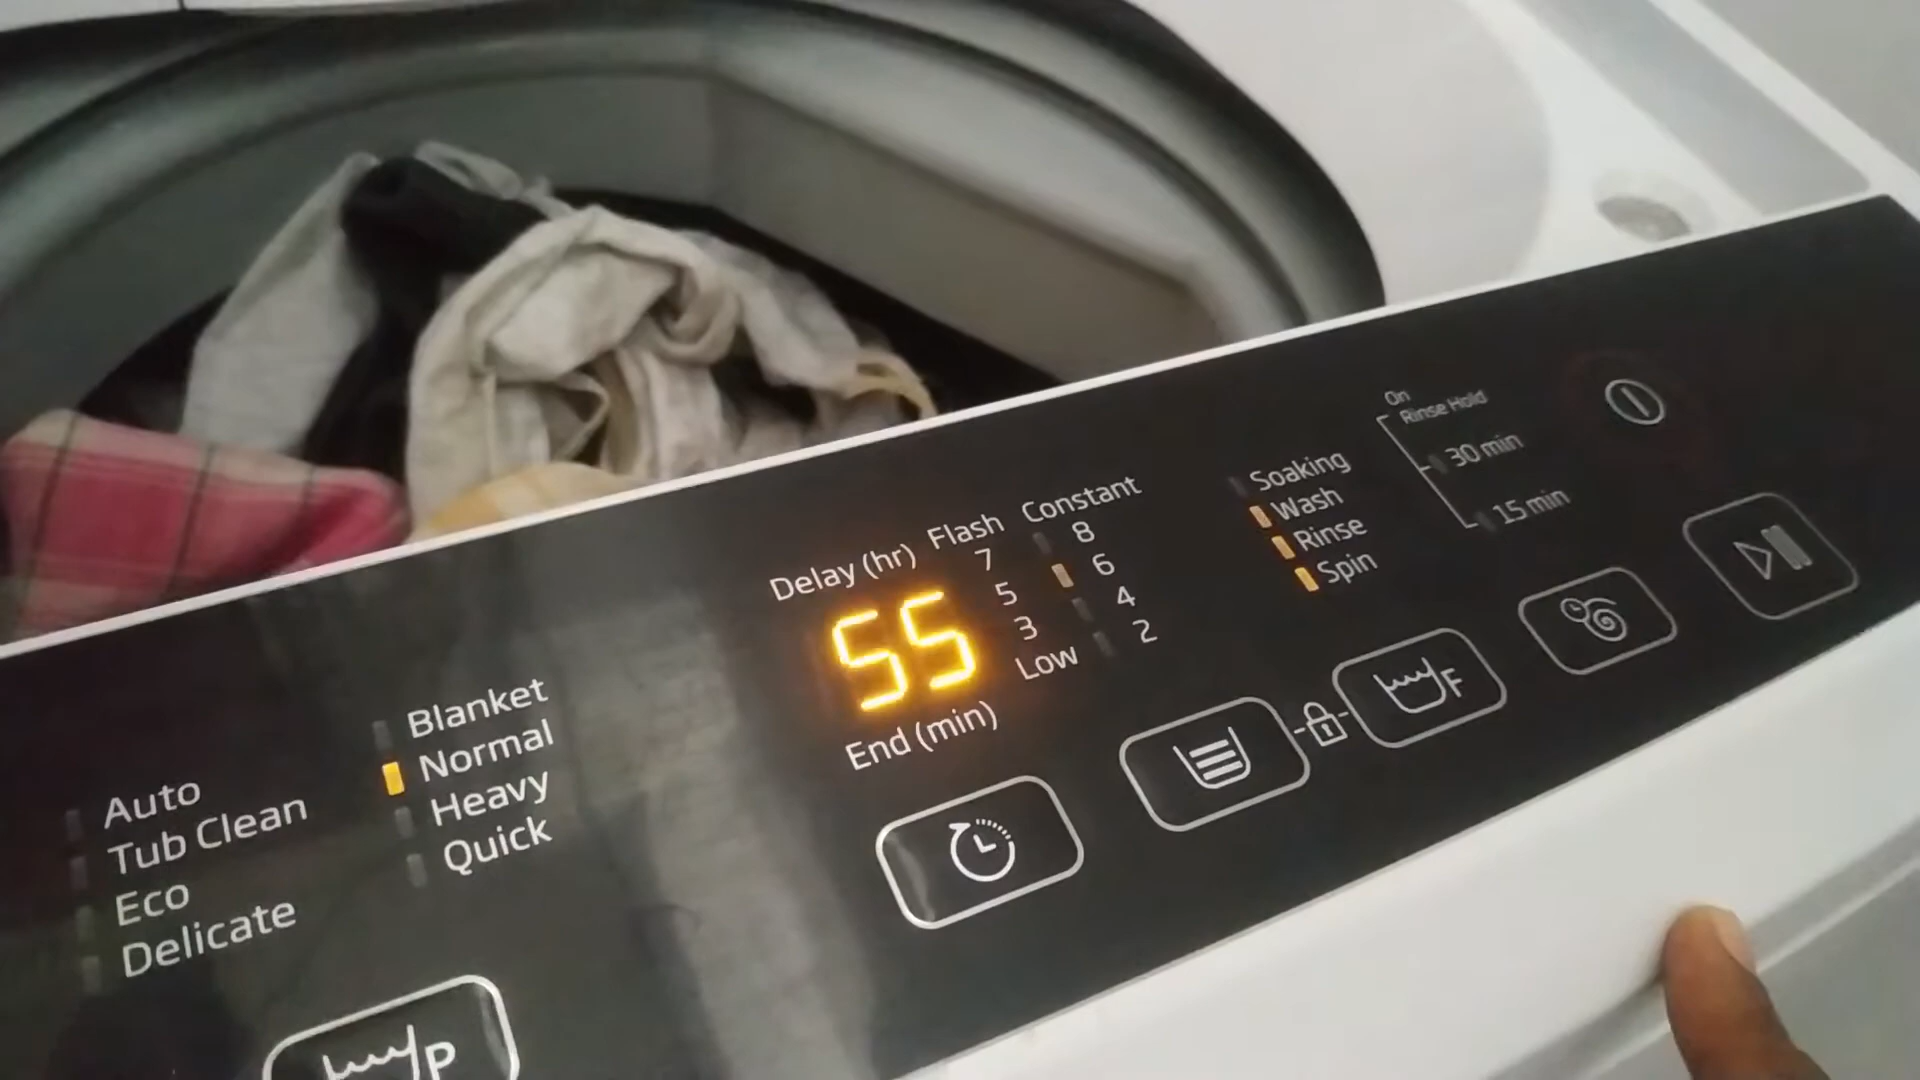 Auto
Tub Clean
Eco
Delicate
Blanket
Normal
Heavy
Quick
P
Delay (hr)
55
End (min)
Flash
7
5
3
Low
Constant
8
6
4
2
Soaking
Wash
Rinse
Spin
On
Rinse Hold
30 min
15 min
F